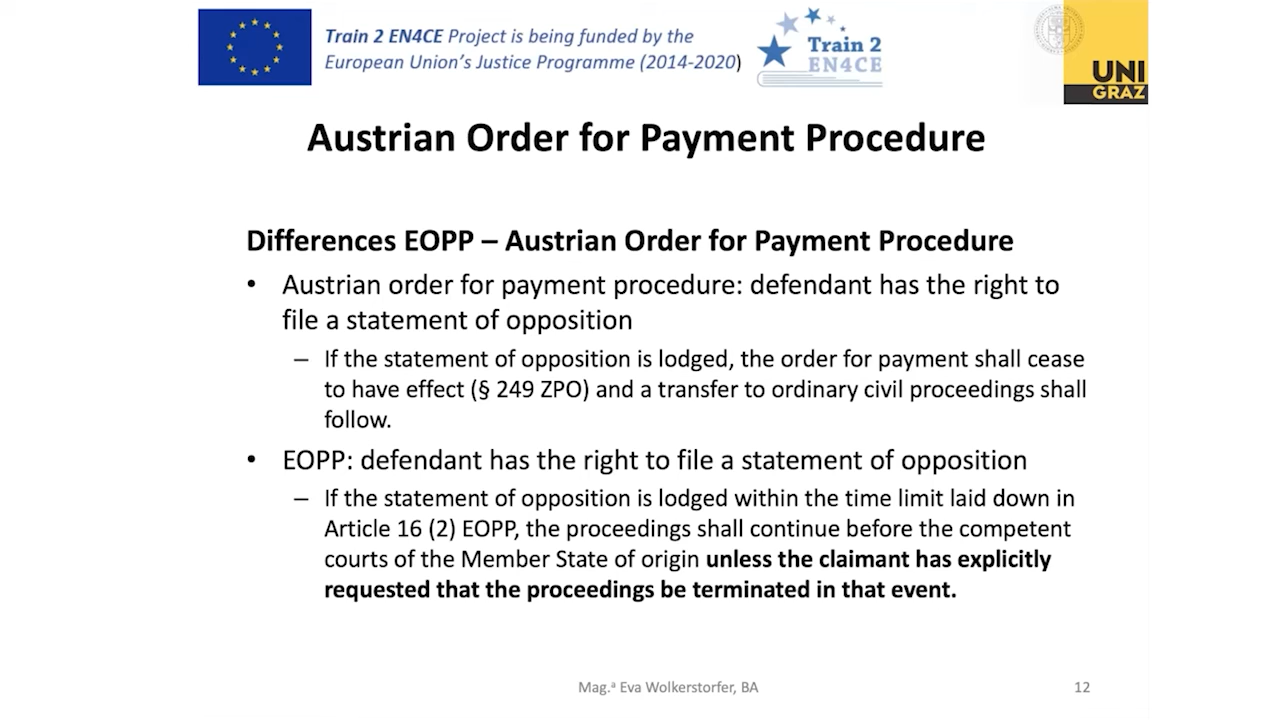 Train 2 EN4CE Project is being funded by the
European Union's Justice Programme (2014-2020)
Train 2
EN4CE
UNI
GRAZ
Austrian Order for Payment Procedure
Differences EOPP – Austrian Order for Payment Procedure
• Austrian order for payment procedure: defendant has the right to
file a statement of opposition
– If the statement of opposition is lodged, the order for payment shall cease
to have effect (§ 249 ZPO) and a transfer to ordinary civil proceedings shall
follow.
• EOPP: defendant has the right to file a statement of opposition
– If the statement of opposition is lodged within the time limit laid down in
Article 16 (2) EOPP, the proceedings shall continue before the competent
courts of the Member State of origin unless the claimant has explicitly
requested that the proceedings be terminated in that event.
Mag.ª Eva Wolkerstorfer, BA
12